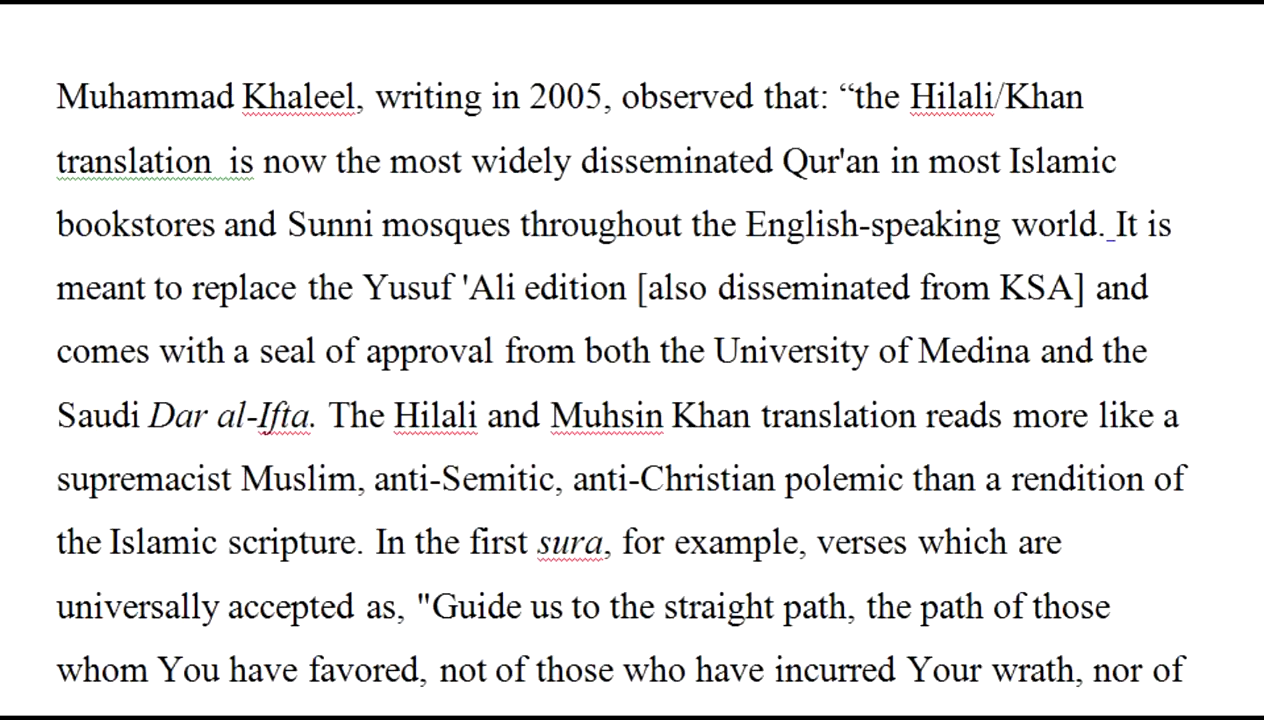 Muhammad Khaleel, writing in 2005, observed that: “the Hilali/Khan
translation  is now the most widely disseminated Qur'an in most Islamic
bookstores and Sunni mosques throughout the English-speaking world. It is
meant to replace the Yusuf 'Ali edition [also disseminated from KSA] and
comes with a seal of approval from both the University of Medina and the
Saudi Dar al-Ifta. The Hilali and Muhsin Khan translation reads more like a
supremacist Muslim, anti-Semitic, anti-Christian polemic than a rendition of
the Islamic scripture. In the first sura, for example, verses which are
universally accepted as, "Guide us to the straight path, the path of those
whom You have favored, not of those who have incurred Your wrath, nor of